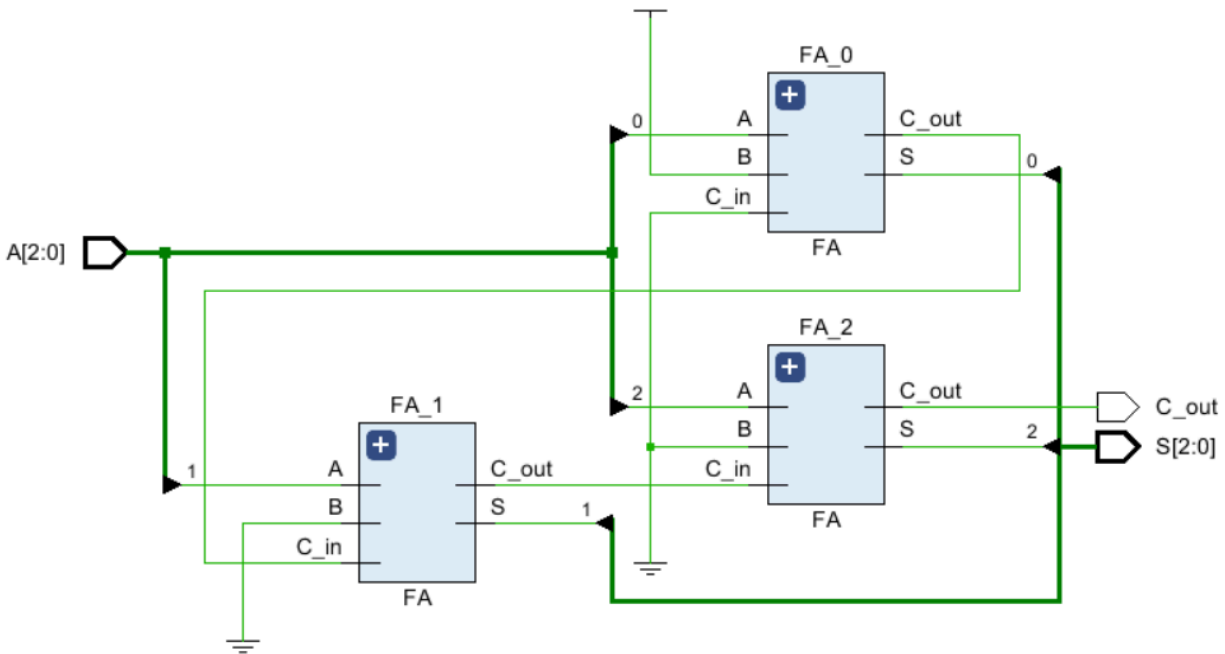 FA_0
0
A
C_out
B
S
0
C_in
FA
A[2:0]
FA_2
2
A
C_out
C_out
B
S
2
S[2:0]
C_in
FA
FA_1
1
A
C_out
B
S
1
C_in
FA